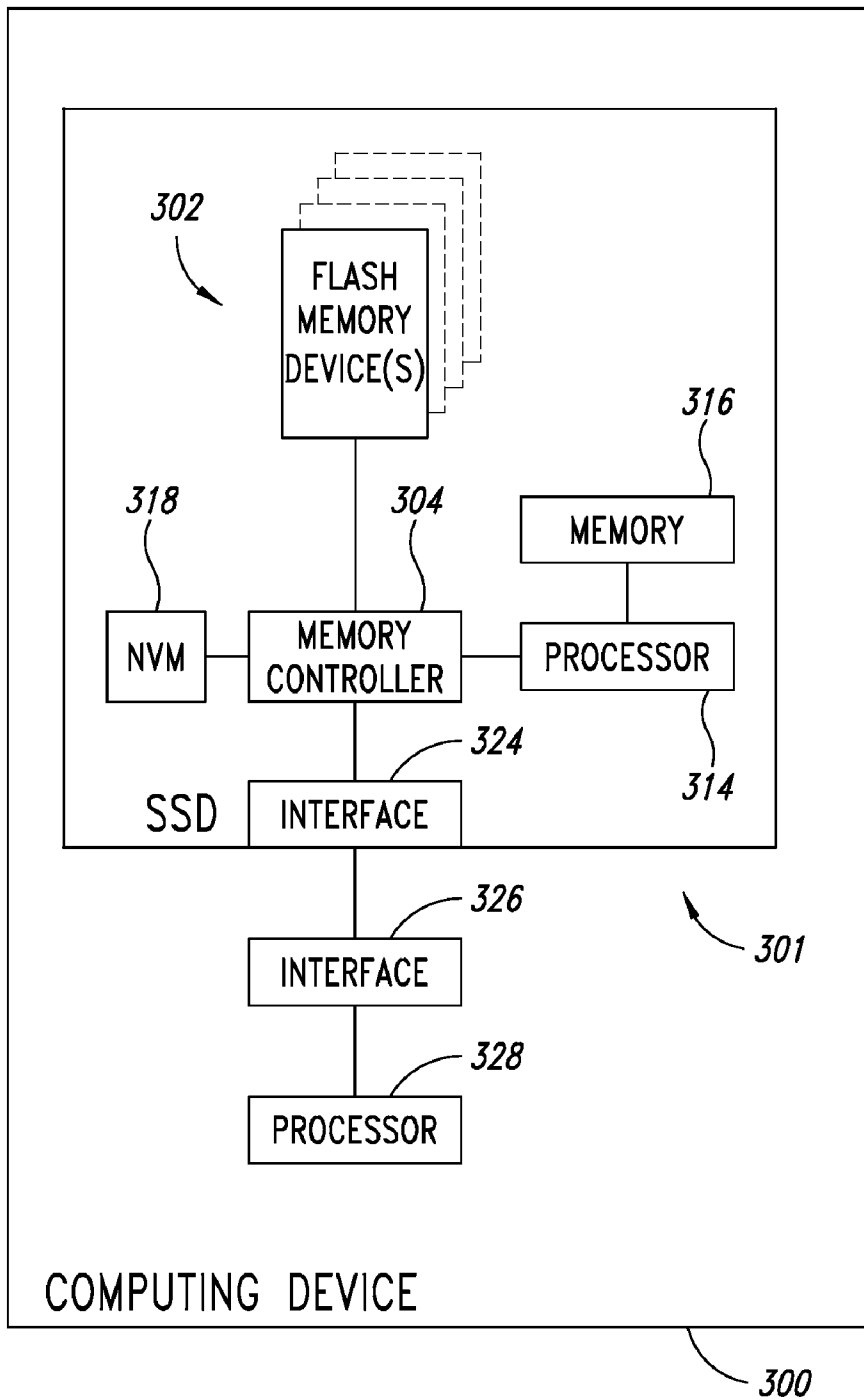 302
FLASH
MEMORY
DEVICE(S)
316
MEMORY
318
304
NVM
MEMORY
CONTROLLER
PROCESSOR
314
324
SSD
INTERFACE
301
326
INTERFACE
328
PROCESSOR
COMPUTING DEVICE
300